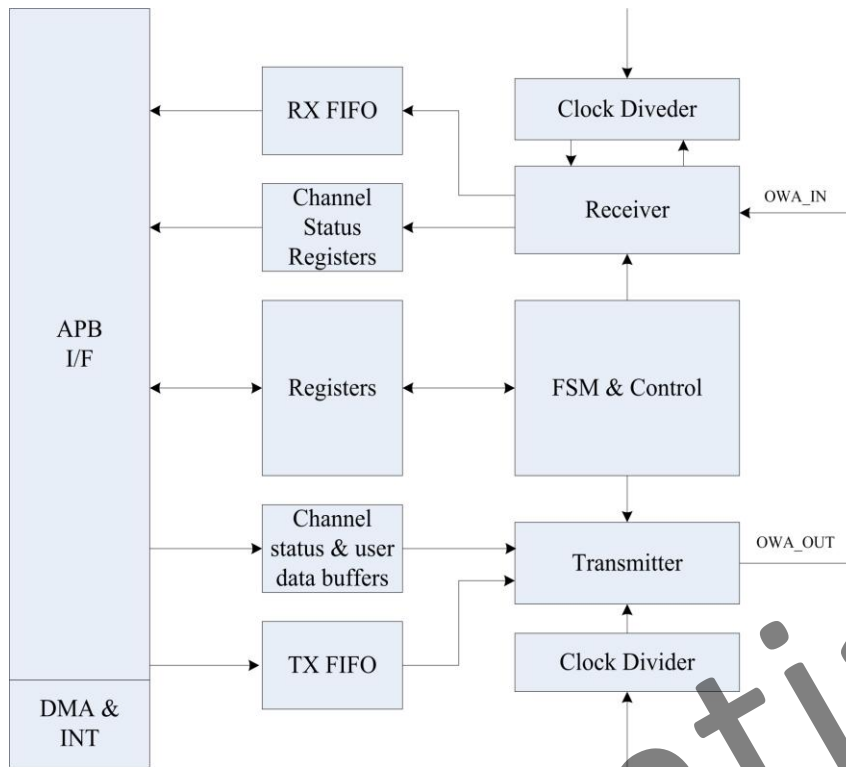 RX FIFO
Clock Diveder
Channel
Status
Registers
Receiver
OWA_IN
APB
I/F
Registers
FSM & Control
Channel
status & user
data buffers
Transmitter
OWA_OUT
TX FIFO
Clock Divider
DMA &
INT